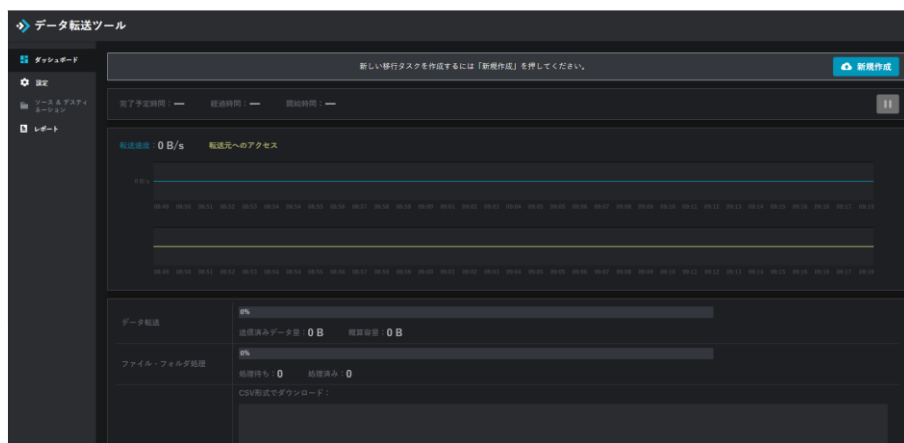 データ転送ツール
ダッシュボード
設定
ソース & デスティ
ネーション
レポート
新しい移行タスクを作成するには「新規作成」を押してください。
新規作成
完了予定時間：ー 経過時間：ー 開始時間：ー
転送速度：0 B/s 転送元へのアクセス
0 B/s
データ転送
0%
送信済みデータ量：0 B 概算容量：0 B
ファイル・フォルダ処理
0%
処理待ち：0 処理済み：0
CSV形式でダウンロード：